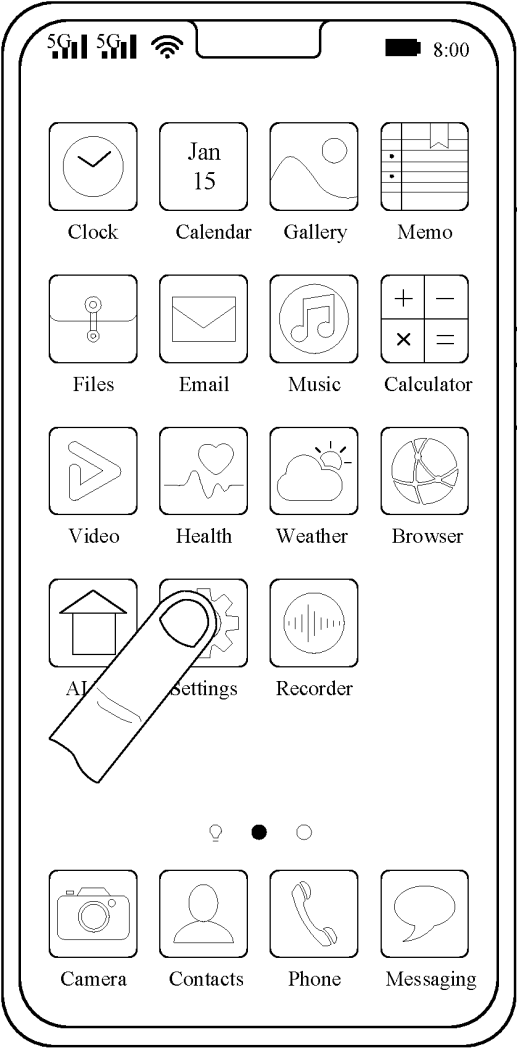 5G 5G 8:00
Jan
15
Clock Calendar Gallery Memo
Files Email Music Calculator
Video Health Weather Browser
Settings Recorder
Camera Contacts Phone Messaging